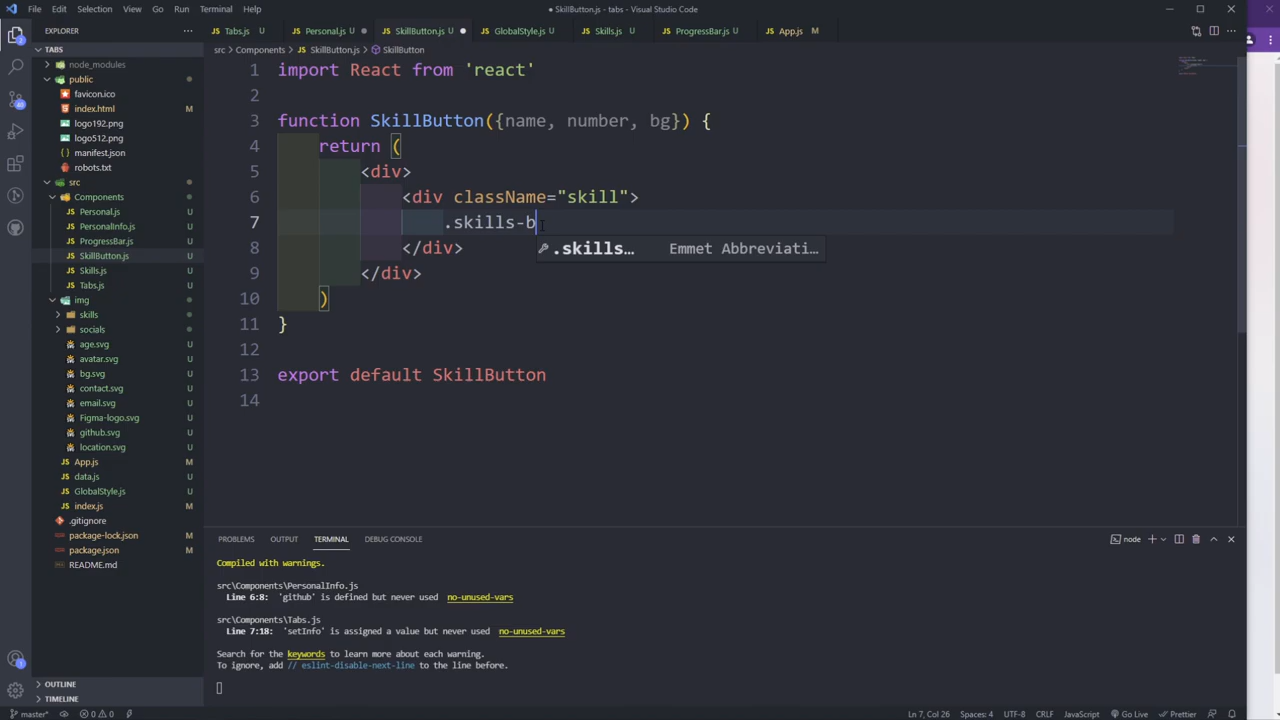 File Edit Selection View Go Run Terminal Help
● SkillButton.js - tabs - Visual Studio Code
EXPLORER
Tabs.js U
Personal.js U
SkillButton.js U
GlobalStyle.js U
Skills.js U
ProgressBar.js U
App.js M
src > Components > SkillButton.js > SkillButton
TABS
node_modules
public
favicon.ico
index.html M
logo192.png
logo512.png
manifest.json
robots.txt
src
Components
Personal.js U
PersonalInfo.js U
ProgressBar.js U
SkillButton.js U
Skills.js U
Tabs.js U
img
skills
socials
age.svg U
avatar.svg U
bg.svg U
contact.svg U
email.svg U
Figma-logo.svg U
github.svg U
location.svg U
App.js M
data.js U
GlobalStyle.js U
index.js M
.gitignore
package-lock.json M
package.json M
README.md
OUTLINE
TIMELINE
1 import React from 'react'
2
3 function SkillButton({name, number, bg}) {
4 return (
5 <div>
6 <div className="skill">
7 .skills-b
8 </div>
9 </div>
10 )
11 }
12
13 export default SkillButton
14
.skills… Emmet Abbreviati…
PROBLEMS OUTPUT TERMINAL DEBUG CONSOLE
node
Compiled with warnings.
src\Components\PersonalInfo.js
Line 6:8: 'github' is defined but never used no-unused-vars
src\Components\Tabs.js
Line 7:18: 'setInfo' is assigned a value but never used no-unused-vars
Search for the keywords to learn more about each warning.
To ignore, add // eslint-disable-next-line to the line before.
master* 0 0 Ln 7, Col 26 Spaces: 4 UTF-8 CRLF JavaScript Go Live Prettier